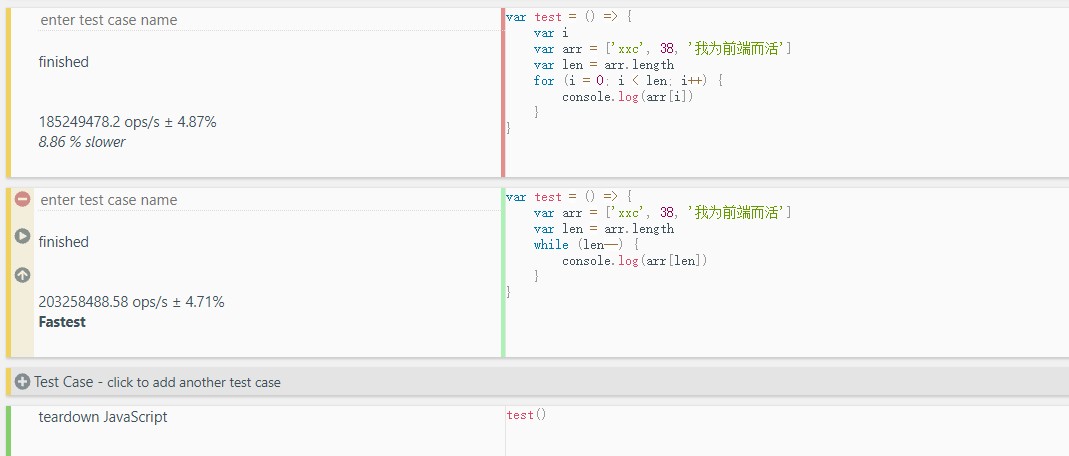 enter test case name
finished
185249478.2 ops/s ± 4.87%
8.86 % slower
var test = () => {
    var i
    var arr = ['xxc', 38, '我为前端而活']
    var len = arr.length
    for (i = 0; i < len; i++) {
        console.log(arr[i])
    }
}
enter test case name
finished
203258488.58 ops/s ± 4.71%
Fastest
var test = () => {
    var arr = ['xxc', 38, '我为前端而活']
    var len = arr.length
    while (len--) {
        console.log(arr[len])
    }
}
Test Case - click to add another test case
teardown JavaScript
test()